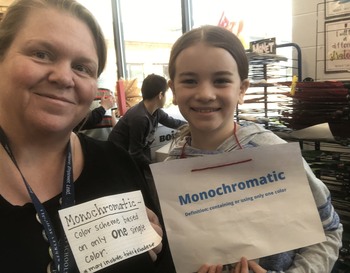 Monochromatic -
color scheme based
on only ONE single
color.
Monochromatic
Definition: containing or using only one color